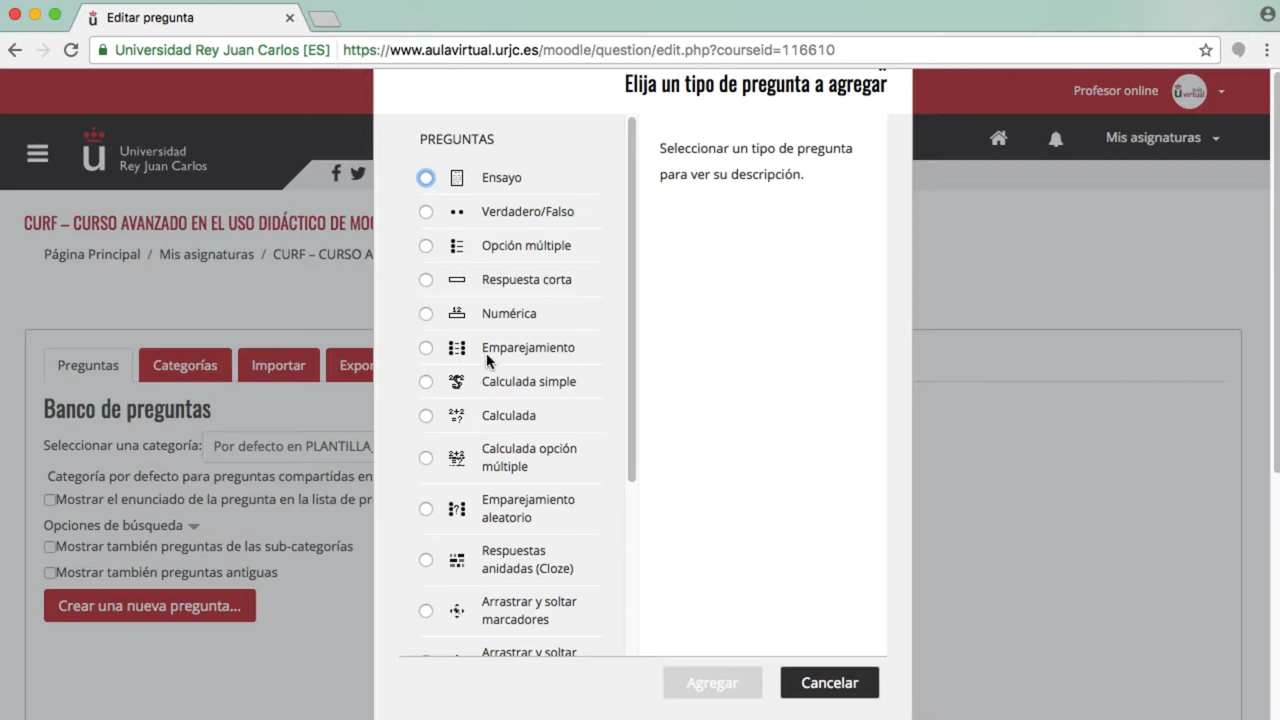 Editar pregunta
Universidad Rey Juan Carlos [ES]
https://www.aulavirtual.urjc.es/moodle/question/edit.php?courseid=116610
Elija un tipo de pregunta a agregar
Profesor online
Universidad
Rey Juan Carlos
Mis asignaturas
CURF – CURSO AVANZADO EN EL USO DIDÁCTICO DE MO
Página Principal / Mis asignaturas / CURF – CURSO A
PREGUNTAS
Ensayo
Verdadero/Falso
Opción múltiple
Respuesta corta
Numérica
Emparejamiento
Calculada simple
Calculada
Calculada opción
múltiple
Emparejamiento
aleatorio
Respuestas
anidadas (Cloze)
Arrastrar y soltar
marcadores
Arrastrar y soltar
Seleccionar un tipo de pregunta
para ver su descripción.
Preguntas
Categorías
Importar
Expor
Banco de preguntas
Seleccionar una categoría:
Por defecto en PLANTILLA_
Categoría por defecto para preguntas compartidas en
Mostrar el enunciado de la pregunta en la lista de pr
Opciones de búsqueda
Mostrar también preguntas de las sub-categorías
Mostrar también preguntas antiguas
Crear una nueva pregunta...
Agregar
Cancelar